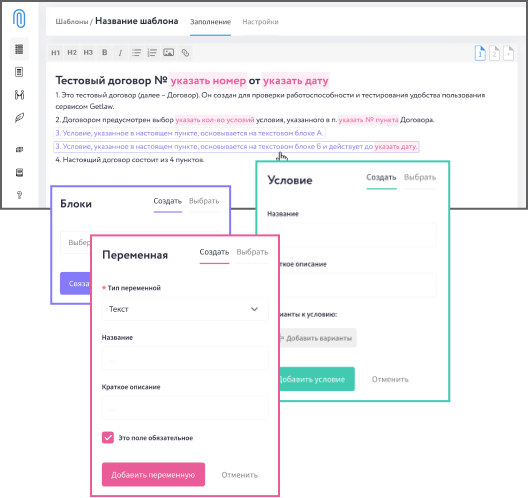 Шаблоны / Название шаблона
Заполнение
Настройки
H1 H2 H3 B I
1 2 +
Тестовый договор № указать номер от указать дату
1. Это тестовый договор (далее – Договор). Он создан для проверки работоспособности и тестирования удобства пользования
сервисом Getlaw.
2. Договором предусмотрен выбор указать кол-во условий условия, указанного в п. указать № пункта Договора.
3. Условие, указанное в настоящем пункте, основывается на текстовом блоке А.
3. Условие, указанное в настоящем пункте, основывается на текстовом блоке Б и действует до указать дату.
4. Настоящий договор состоит из 4 пунктов.
Блоки
Создать
Выбрать
Выбер
Связа
Переменная
Создать
Выбрать
* Тип переменной
Текст
Название
Краткое описание
Это поле обязательное
Добавить переменную
Отменить
Условие
Создать
Выбрать
Название
ткое описание
рианты к условию:
Добавить варианты
Добавить условие
Отменить